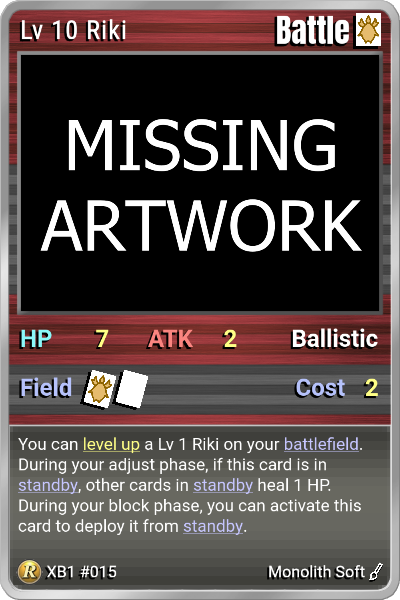 Lv 10 Riki Battle
MISSING
ARTWORK
HP 7 ATK 2 Ballistic
Field Cost 2
You can level up a Lv 1 Riki on your battlefield.
During your adjust phase, if this card is in
standby, other cards in standby heal 1 HP.
During your block phase, you can activate this
card to deploy it from standby.
R XB1 #015 Monolith Soft